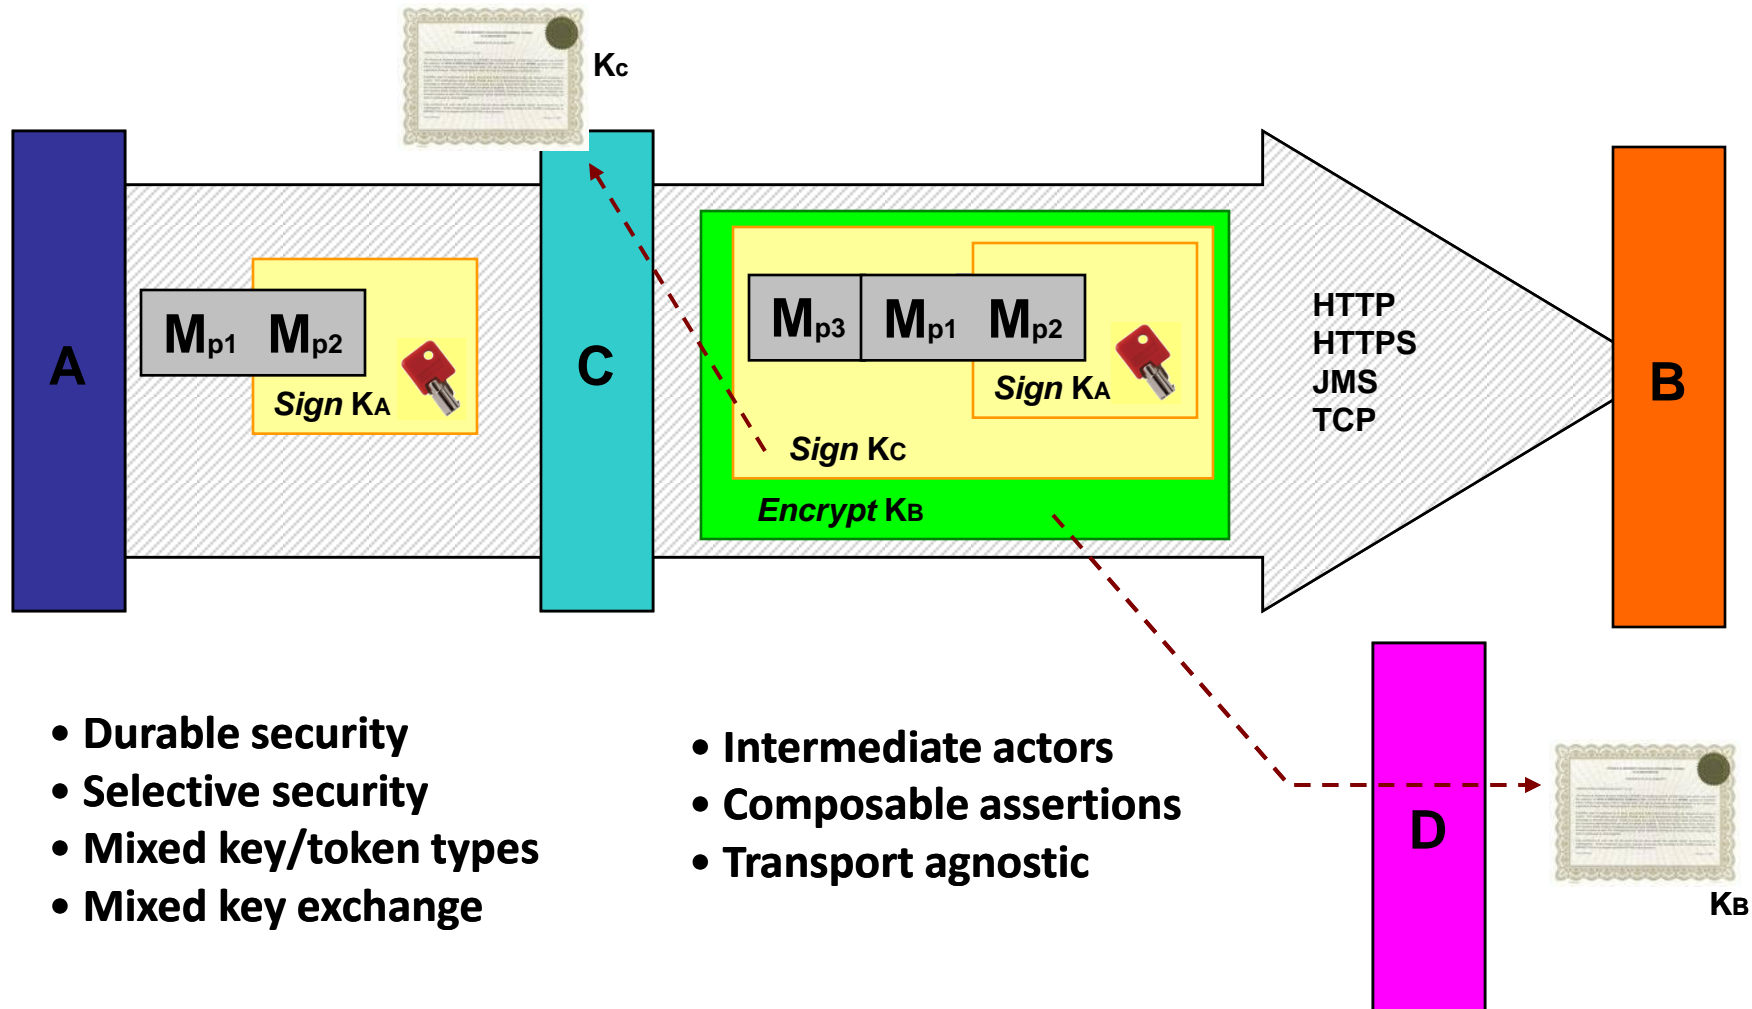 Kc
A
Mp1 Mp2
Sign KA
C
Mp3 Mp1 Mp2
Sign KA
Sign KC
Encrypt KB
HTTP
HTTPS
JMS
TCP
B
• Durable security
• Selective security
• Mixed key/token types
• Mixed key exchange
• Intermediate actors
• Composable assertions
• Transport agnostic
D
KB